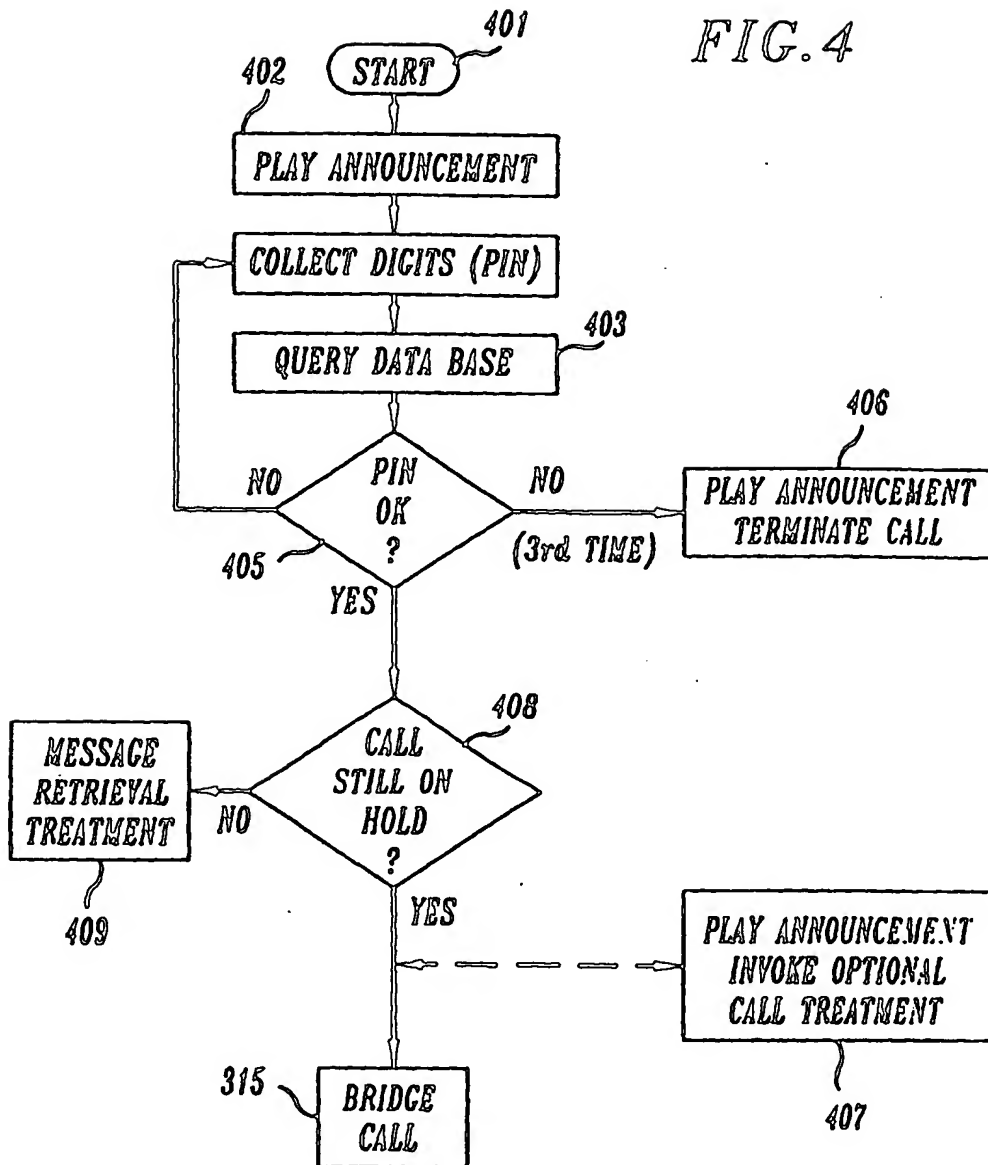 401
FIG. 4
402
START
PLAY ANNOUNCEMENT
COLLECT DIGITS (PIN)
403
QUERY DATA BASE
406
NO
PIN
OK
?
NO
PLAY ANNOUNCEMENT
TERMINATE CALL
405
(3rd TIME)
YES
408
MESSAGE
RETRIEVAL
TREATMENT
CALL
STILL ON
HOLD
?
NO
409
YES
PLAY ANNOUNCEMENT
INVOKE OPTIONAL
CALL TREATMENT
315
BRIDGE
CALL
407